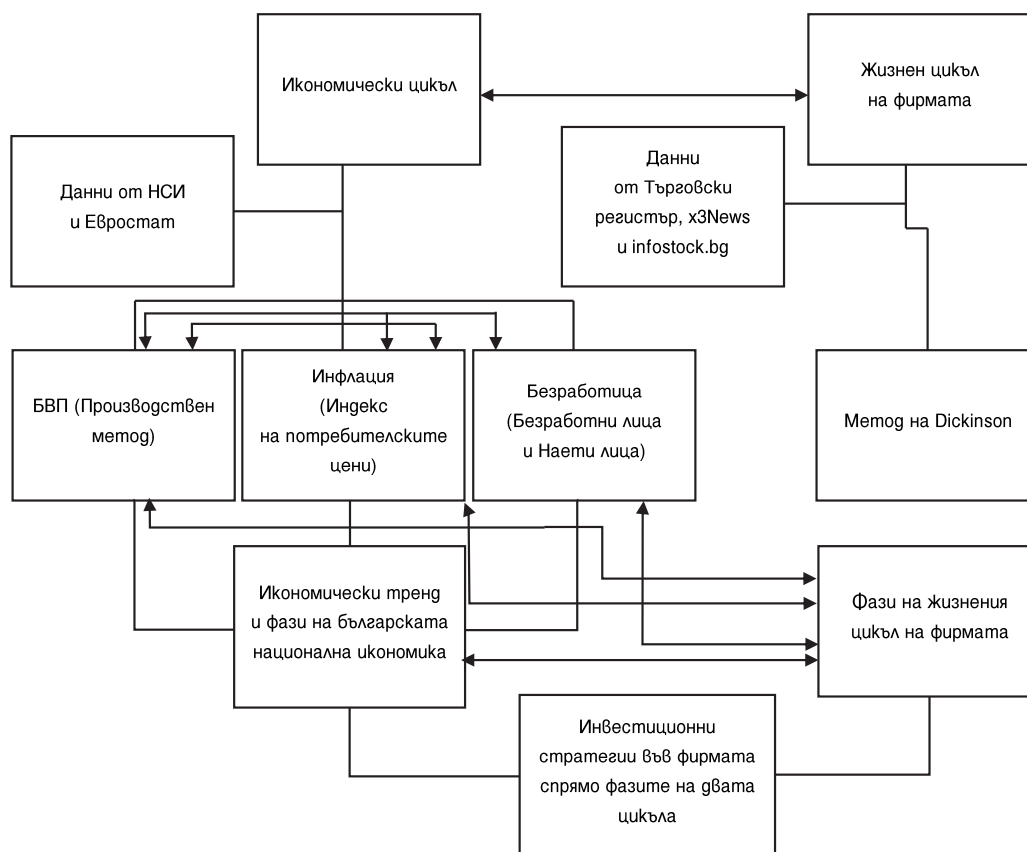 Икономически цикъл
Жизнен цикъл
на фирмата
Данни от НСИ
и Евростат
Данни
от Търговски
регистър, x3News
и infostock.bg
БВП (Производствен
метод)
Инфлация
(Индекс
на потребителските
цени)
Безработица
(Безработни лица
и Наети лица)
Метод на Dickinson
Икономически тренд
и фази на българската
национална икономика
Фази на жизнения
цикъл на фирмата
Инвестиционни
стратегии във фирмата
спрямо фазите на двата
цикъла